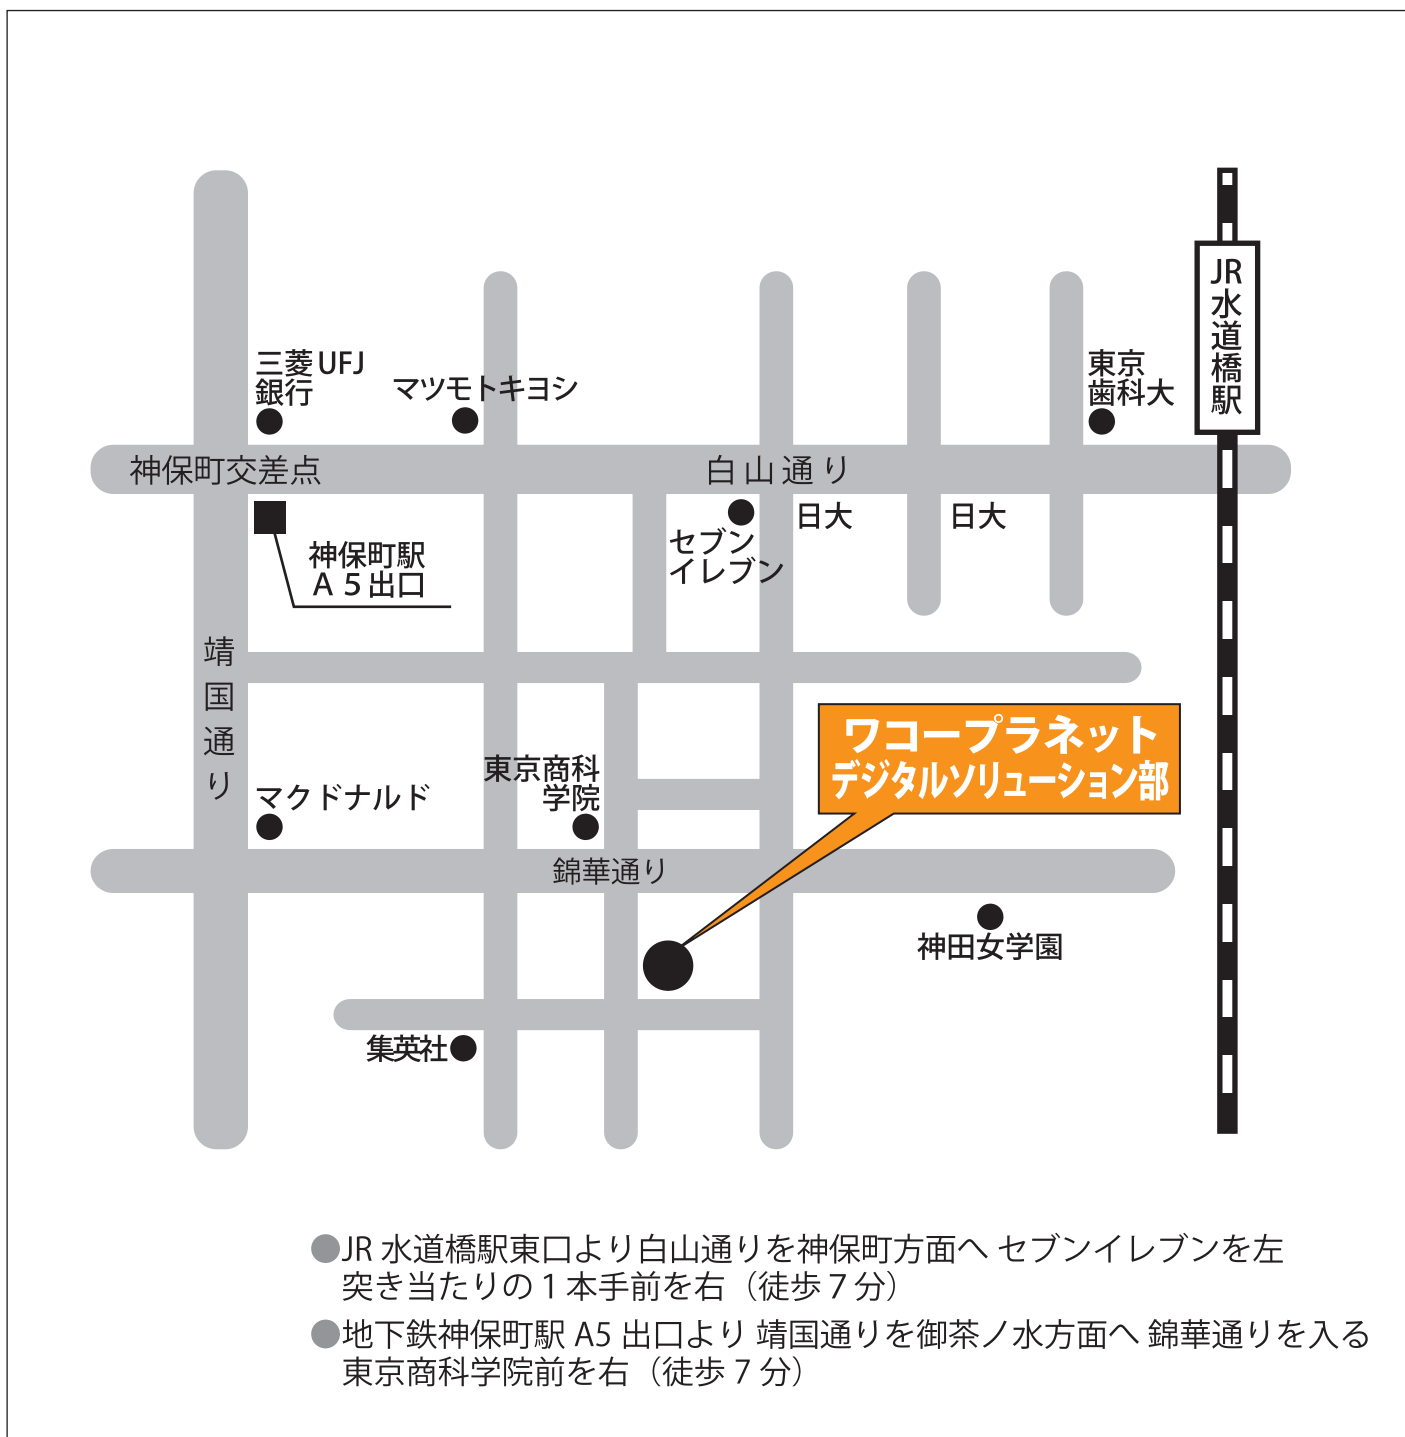 JR水道橋駅
三菱UFJ
銀行
マツモトキヨシ
東京
歯科大
神保町交差点
白山通り
セブン
イレブン
日大
日大
神保町駅
A 5 出口
靖国通り
ワコープラネット
デジタルソリューション部
東京商科
学院
マクドナルド
錦華通り
神田女学園
集英社
●JR 水道橋駅東口より白山通りを神保町方面へ セブンイレブンを左
突き当たりの 1 本手前を右（徒歩 7 分）
●地下鉄神保町駅 A5 出口より 靖国通りを御茶ノ水方面へ 錦華通りを入る
東京商科学院前を右（徒歩 7 分）